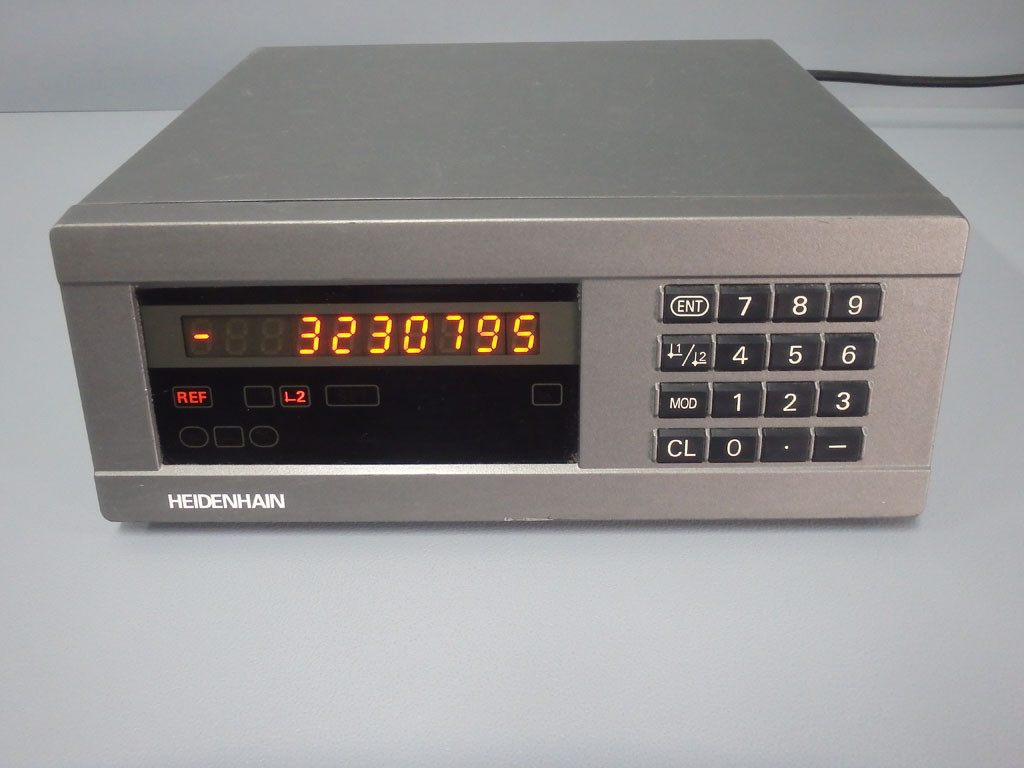 - 3230795
REF ⌊2
HEIDENHAIN
ENT 7 8 9
1/2 4 5 6
MOD 1 2 3
CL 0 · –